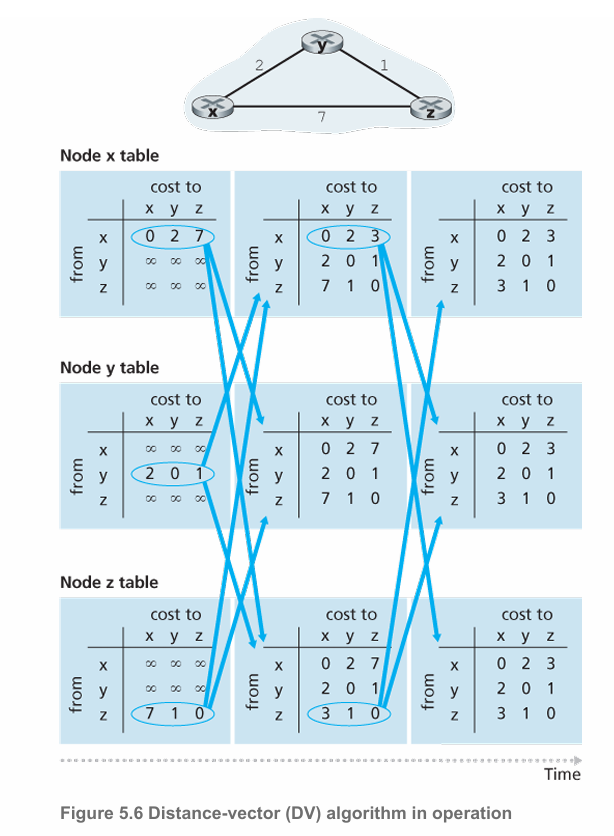 y
2 1
x z
7
Node x table
cost to cost to cost to
x y z x y z x y z
x 0 2 7 x 0 2 3 x 0 2 3
from y ∞ ∞ ∞ from y 2 0 1 from y 2 0 1
z ∞ ∞ ∞ z 7 1 0 z 3 1 0
Node y table
cost to cost to cost to
x y z x y z x y z
x ∞ ∞ ∞ x 0 2 7 x 0 2 3
from y 2 0 1 from y 2 0 1 from y 2 0 1
z ∞ ∞ ∞ z 7 1 0 z 3 1 0
Node z table
cost to cost to cost to
x y z x y z x y z
x ∞ ∞ ∞ x 0 2 7 x 0 2 3
from y ∞ ∞ ∞ from y 2 0 1 from y 2 0 1
z 7 1 0 z 3 1 0 z 3 1 0
Time
Figure 5.6 Distance-vector (DV) algorithm in operation